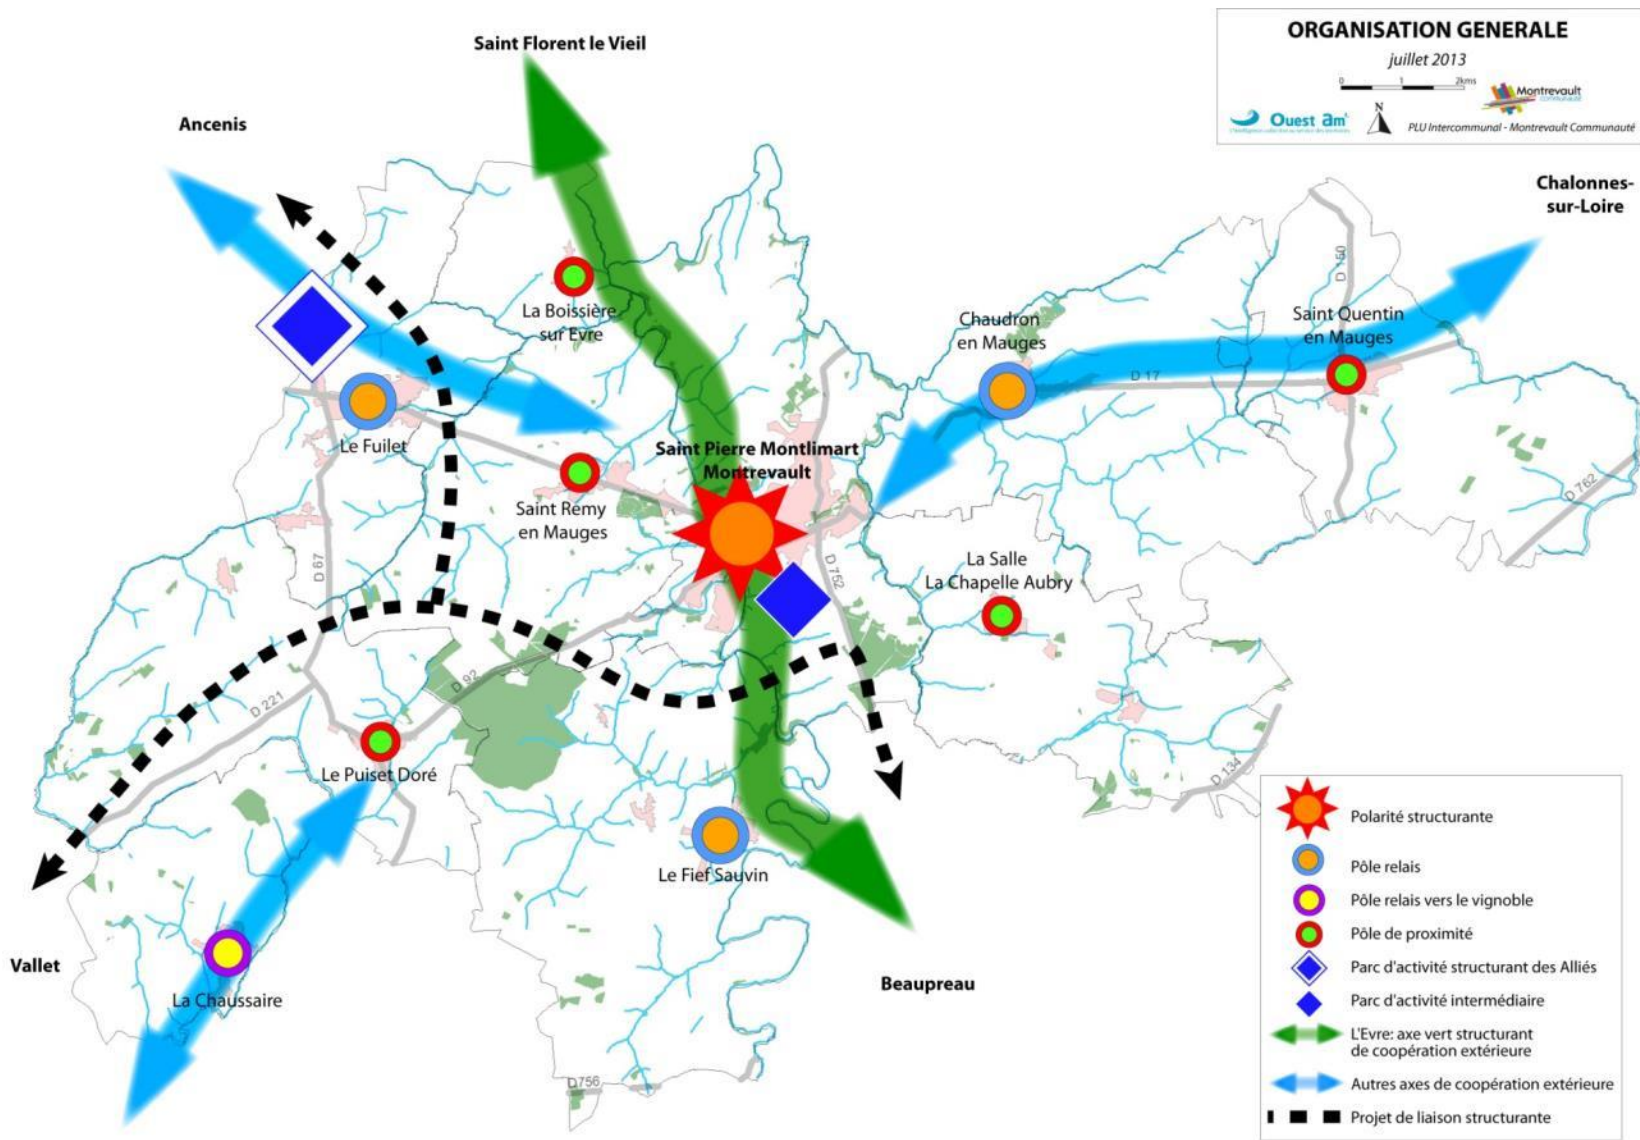 ORGANISATION GENERALE
juillet 2013
0 1 2kms
Montrevault
communauté
Ouest am'
N
PLU Intercommunal - Montrevault Communauté
Saint Florent le Vieil
Ancenis
Chalonnes-
sur-Loire
D 150
La Boissière
sur Evre
Chaudron
en Mauges
Saint Quentin
en Mauges
D 17
Le Fuilet
Saint Pierre Montlimart
Montrevault
Saint Rémy
en Mauges
D 762
D 67
D 752
La Salle
La Chapelle Aubry
D 92
D 221
Le Puiset Doré
D 134
Le Fief Sauvin
Vallet
La Chaussaire
Beaupreau
D756
Polarité structurante
Pôle relais
Pôle relais vers le vignoble
Pôle de proximité
Parc d'activité structurant des Alliés
Parc d'activité intermédiaire
L'Evre: axe vert structurant
de coopération extérieure
Autres axes de coopération extérieure
Projet de liaison structurante